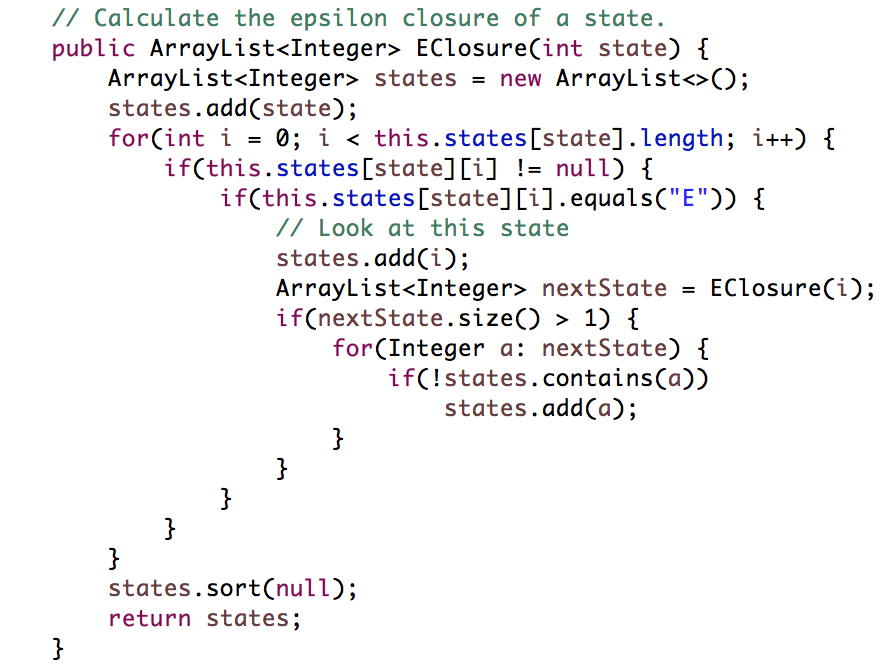 // Calculate the epsilon closure of a state.
public ArrayList<Integer> EClosure(int state) {
    ArrayList<Integer> states = new ArrayList<>();
    states.add(state);
    for(int i = 0; i < this.states[state].length; i++) {
        if(this.states[state][i] != null) {
            if(this.states[state][i].equals("E")) {
                // Look at this state
                states.add(i);
                ArrayList<Integer> nextState = EClosure(i);
                if(nextState.size() > 1) {
                    for(Integer a: nextState) {
                        if(!states.contains(a))
                            states.add(a);
                    }
                }
            }
        }
    }
    states.sort(null);
    return states;
}